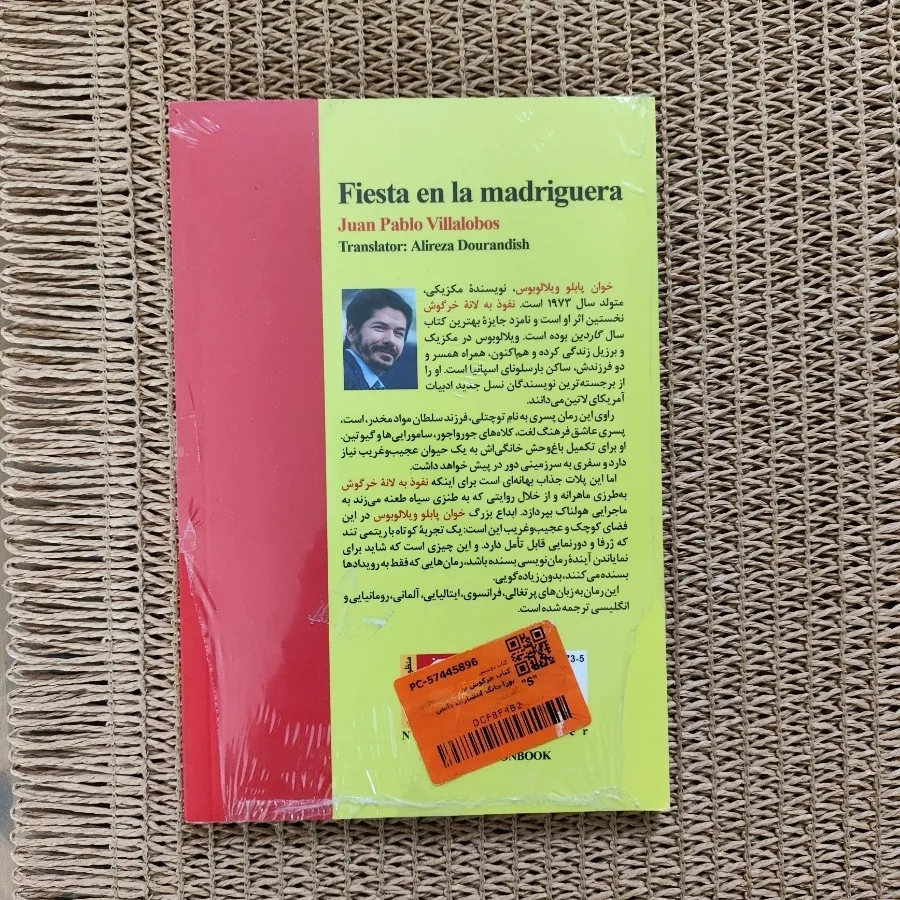 Fiesta en la madriguera
Juan Pablo Villalobos
Translator: Alireza Dourandish
خوان پابلو ویلالوبوس، نویسندهٔ مکزیکی،
متولد سال ۱۹۷۳ است. نفوذ به لانهٔ خرگوش
نخستین اثر او است و نامزد جایزهٔ بهترین کتاب
سال گاردین بوده است. ویلالوبوس در مکزیک
و برزیل زندگی کرده و هم‌اکنون، همراه همسر و
دو فرزندش، ساکن بارسلونای اسپانیا است. او را
از برجسته‌ترین نویسندگان نسل جدید ادبیات
آمریکای لاتین می‌دانند.
راوی این رمان پسری به نام توچتلی، فرزند سلطان مواد مخدر، است،
پسری عاشق فرهنگ لغت، کلاه‌های جورواجور، سامورایی‌ها و گیوتین.
او برای تکمیل باغ‌وحش خانگی‌اش به یک حیوان عجیب‌وغریب نیاز
دارد و سفری به سرزمینی دور در پیش خواهد داشت.
اما این پلات جذاب بهانه‌ای است برای اینکه نفوذ به لانهٔ خرگوش
به‌طرزی ماهرانه و از خلال روایتی که به طنزی سیاه طعنه می‌زند به
ماجرایی هولناک بپردازد. ابداع بزرگ خوان پابلو ویلالوبوس در این
فضای کوچک و عجیب‌وغریب این است: یک تجربهٔ کوتاه با ریتمی تند
که ژرفا و دورنمایی قابل تأمل دارد. و این چیزی است که شاید برای
نمایاندن آیندهٔ رمان‌نویسی بسنده باشد، رمان‌هایی که فقط به رویدادها
بسنده می‌کنند، بدون زیاده‌گویی.
این رمان به زبان‌های پرتغالی، فرانسوی، ایتالیایی، آلمانی، رومانیایی و
انگلیسی ترجمه شده است.
73-5
PC-57445896
کتاب خرگوش
"5"
DCF8F4B2
ONBOOK